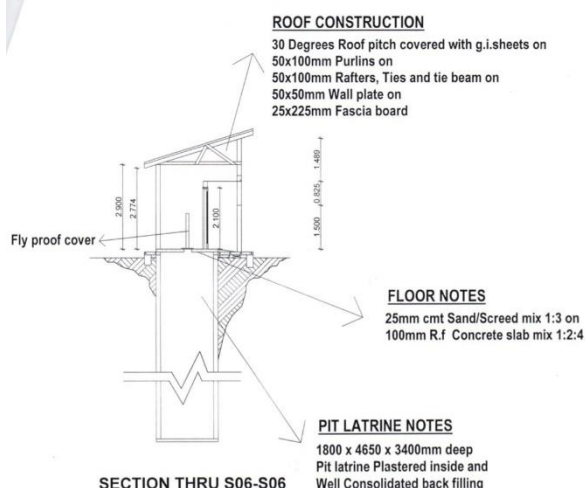 ROOF CONSTRUCTION
30 Degrees Roof pitch covered with g.i.sheets on
50x100mm Purlins on
50x100mm Rafters, Ties and tie beam on
50x50mm Wall plate on
25x225mm Fascia board
2.900
2.774
2.100
1.489
0.825
1.500
Fly proof cover
FLOOR NOTES
25mm cmt Sand/Screed mix 1:3 on
100mm R.f Concrete slab mix 1:2:4
PIT LATRINE NOTES
1800 x 4650 x 3400mm deep
Pit latrine Plastered inside and
Well Consolidated back filling
SECTION THRU S06-S06